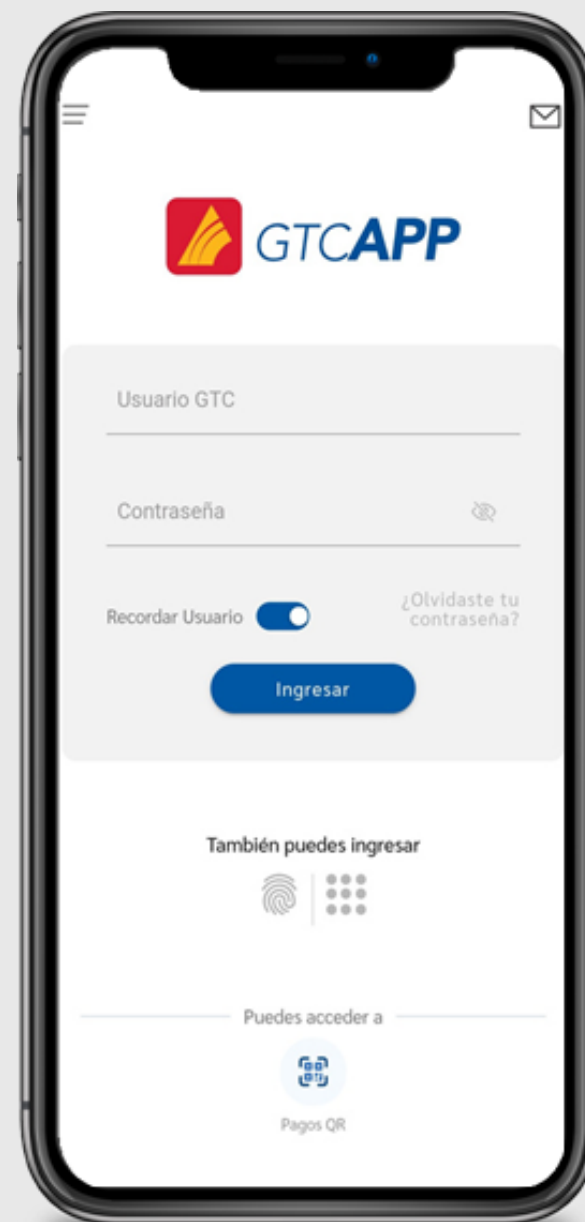 GTCAPP
Usuario GTC
Contraseña
Recordar Usuario
¿Olvidaste tu
contraseña?
Ingresar
También puedes ingresar
Puedes acceder a
Pagos QR